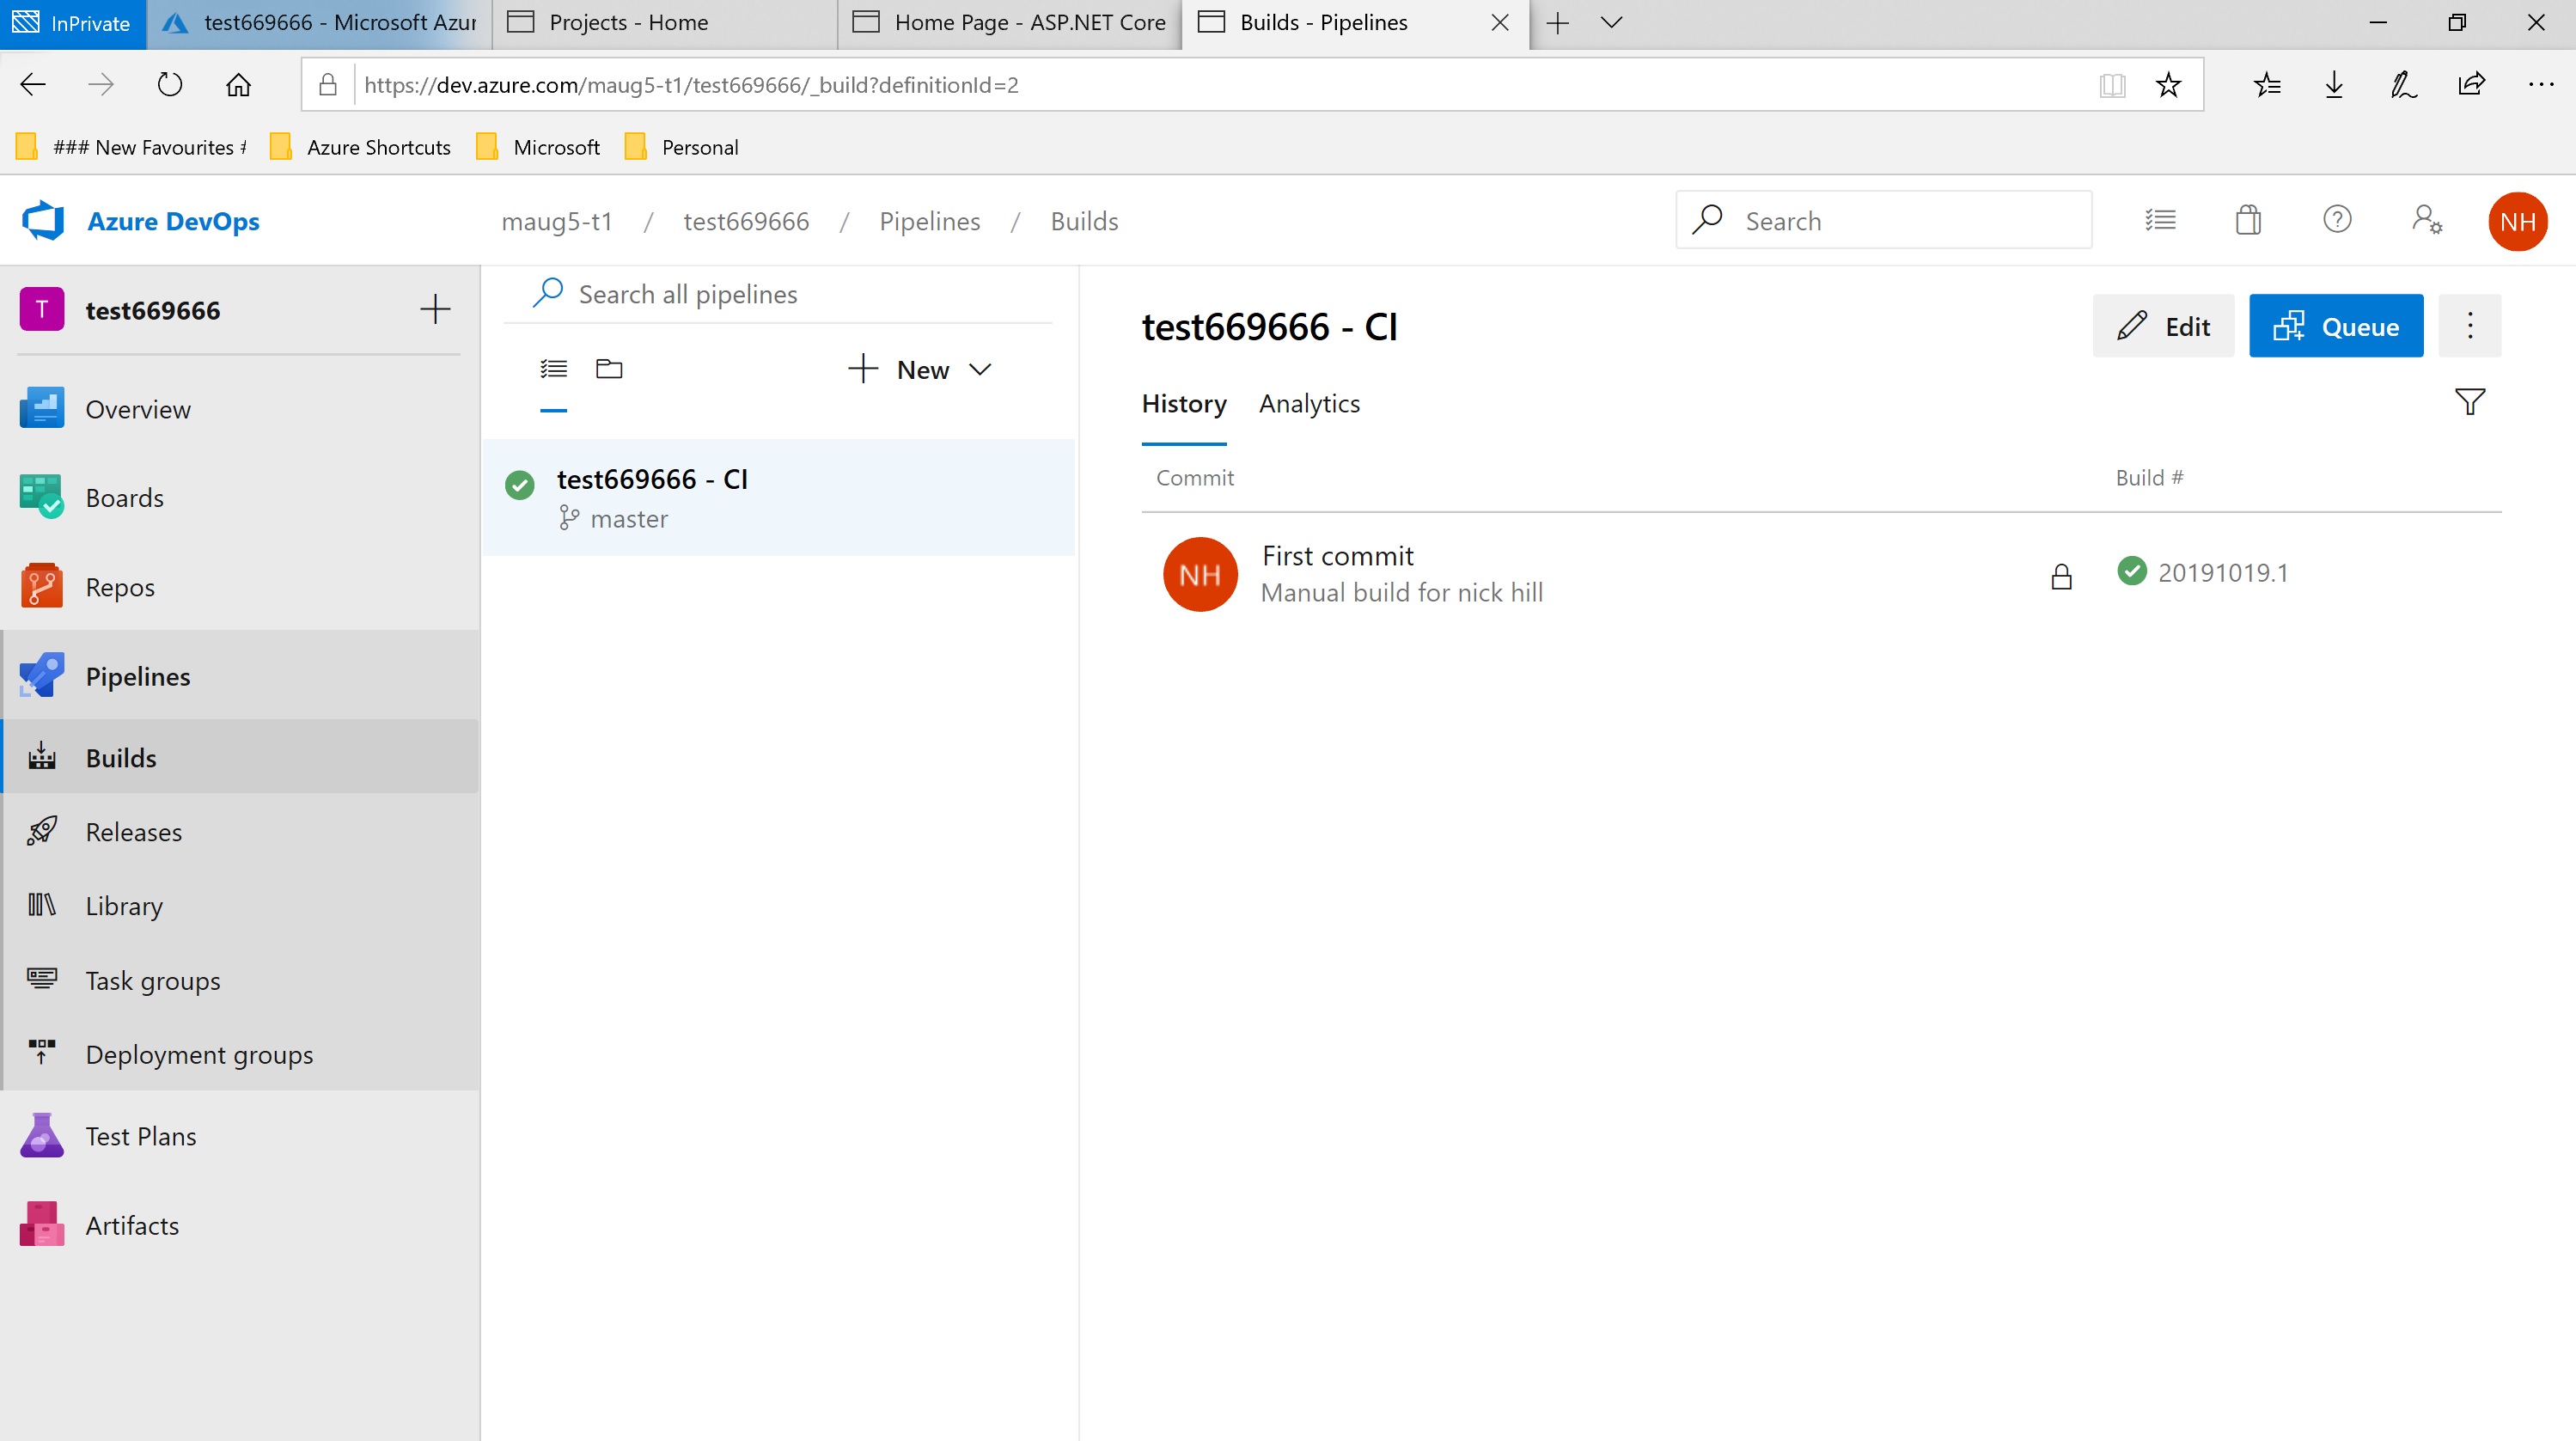 InPrivate
test669666 - Microsoft Azur
Projects - Home
Home Page - ASP.NET Core
Builds - Pipelines
https://dev.azure.com/maug5-t1/test669666/_build?definitionId=2
### New Favourites #
Azure Shortcuts
Microsoft
Personal
Azure DevOps
maug5-t1 / test669666 / Pipelines / Builds
Search
NH
T
test669666
Overview
Boards
Repos
Pipelines
Builds
Releases
Library
Task groups
Deployment groups
Test Plans
Artifacts
Search all pipelines
New
test669666 - CI
master
test669666 - CI
Edit
Queue
History
Analytics
Commit
Build #
NH
First commit
Manual build for nick hill
20191019.1